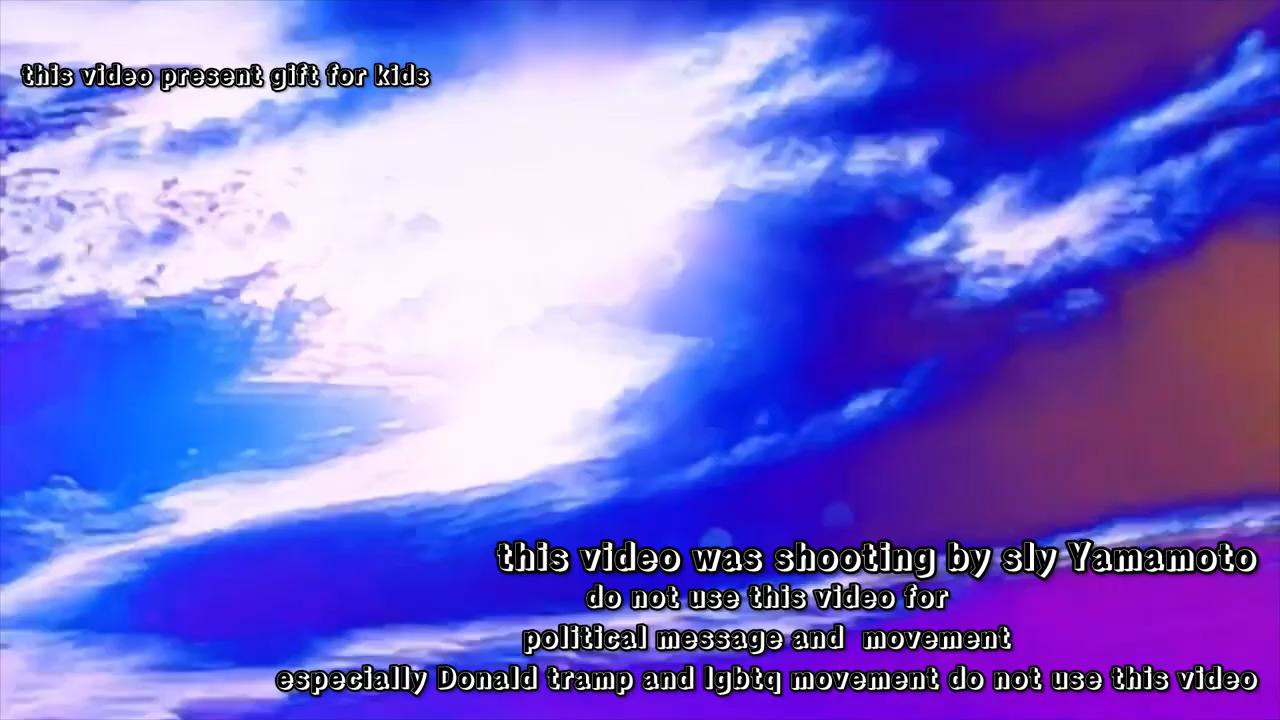 this video present gift for kids
this video was shooting by sly Yamamoto
do not use this video for
political message and movement
especially Donald tramp and lgbtq movement do not use this video